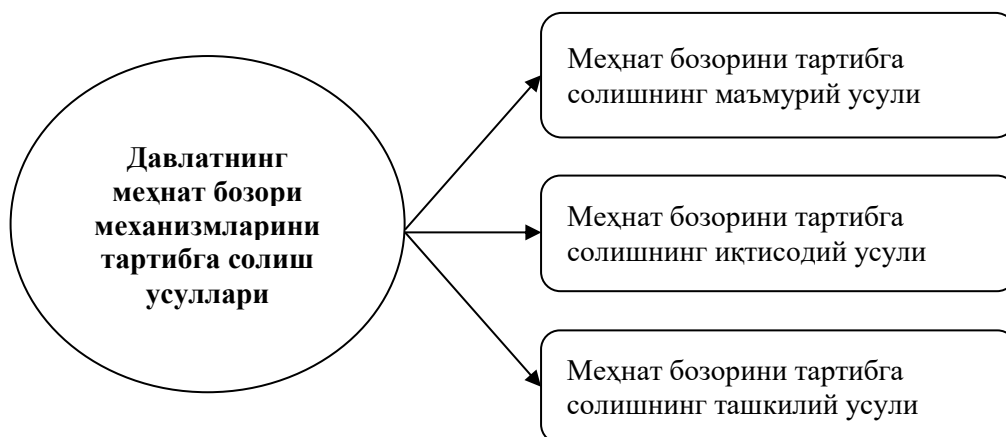 Давлатнинг
меҳнат бозори
механизмларини
тартибга солиш
усуллари
Меҳнат бозорини тартибга
солишнинг маъмурий усули
Меҳнат бозорини тартибга
солишнинг иқтисодий усули
Меҳнат бозорини тартибга
солишнинг ташкилий усули